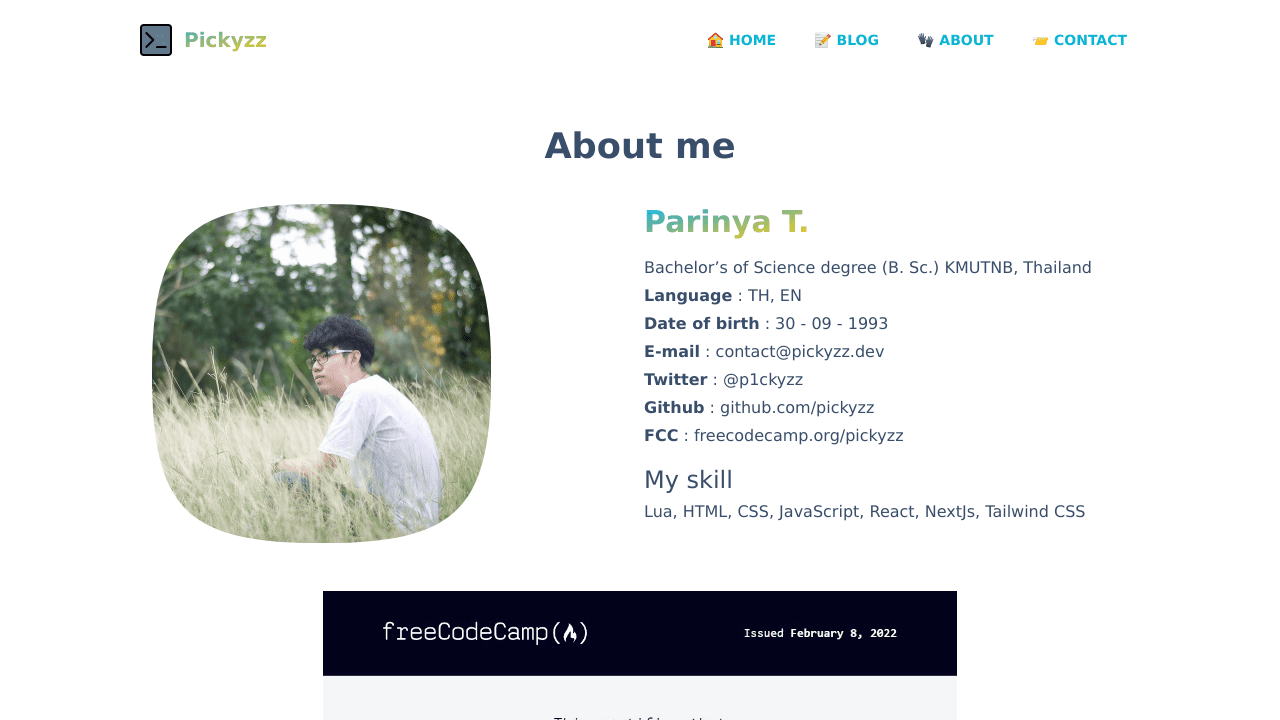 Pickyzz
🏠 HOME
📝 BLOG
🧤 ABOUT
📨 CONTACT
About me
Parinya T.
Bachelor’s of Science degree (B. Sc.) KMUTNB, Thailand
Language : TH, EN
Date of birth : 30 - 09 - 1993
E-mail : contact@pickyzz.dev
Twitter : @p1ckyzz
Github : github.com/pickyzz
FCC : freecodecamp.org/pickyzz
My skill
Lua, HTML, CSS, JavaScript, React, NextJs, Tailwind CSS
freeCodeCamp(🔥)
Issued February 8, 2022